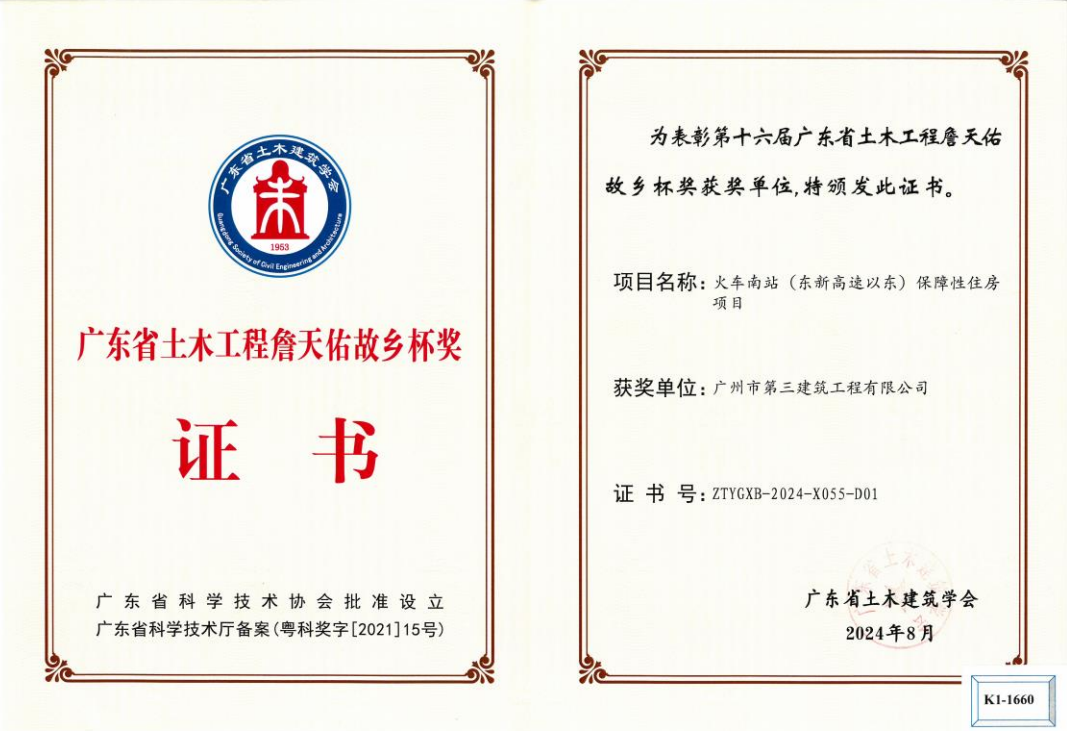 广东省土木建筑学会
1953
Guangdong Society of Civil Engineering and Architecture
广东省土木工程詹天佑故乡杯奖
证 书
广东省科学技术协会批准设立
广东省科学技术厅备案(粤科奖字[2021]15号)
为表彰第十六届广东省土木工程詹天佑
故乡杯奖获奖单位,特颁发此证书。
项目名称：火车南站（东新高速以东）保障性住房
项目
获奖单位：广州市第三建筑工程有限公司
证 书 号：ZTYGXB-2024-X055-D01
广东省土木建筑学会
2024年8月
K1-1660